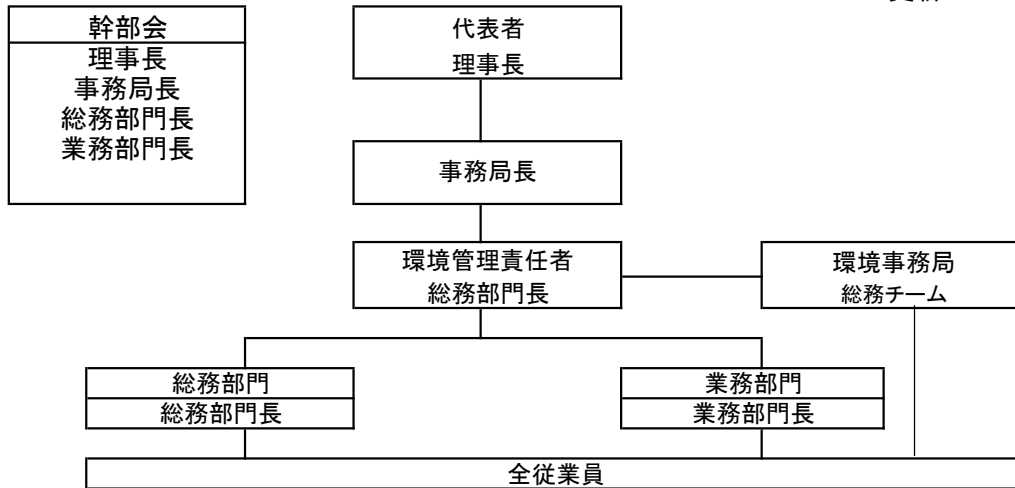 幹部会
理事長
事務局長
総務部門長
業務部門長
代表者
理事長
事務局長
環境管理責任者
総務部門長
環境事務局
総務チーム
総務部門
総務部門長
業務部門
業務部門長
全従業員